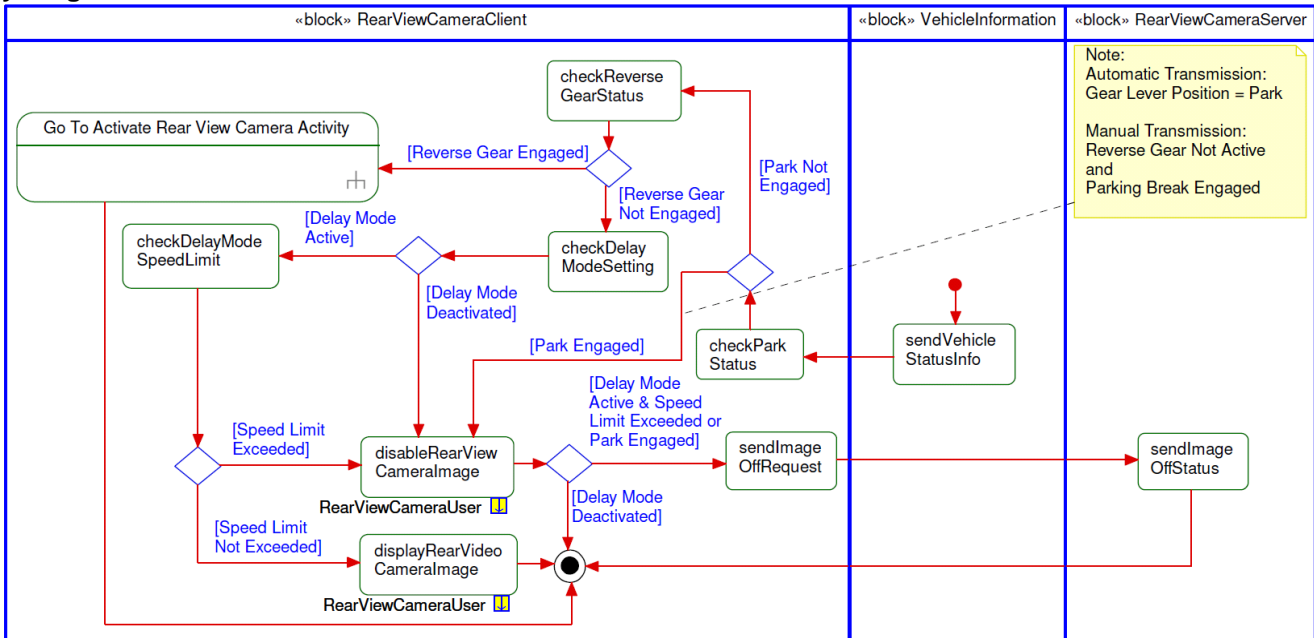 «block» RearViewCameraClient
«block» VehicleInformation
«block» RearViewCameraServer
Note:
Automatic Transmission:
Gear Lever Position = Park
Manual Transmission:
Reverse Gear Not Active
and
Parking Break Engaged
checkReverse
GearStatus
Go To Activate Rear View Camera Activity
[Reverse Gear Engaged]
[Park Not
Engaged]
[Reverse Gear
Not Engaged]
[Delay Mode
Active]
checkDelayMode
SpeedLimit
checkDelay
ModeSetting
[Delay Mode
Deactivated]
[Park Engaged]
checkPark
Status
sendVehicle
StatusInfo
[Delay Mode
Active & Speed
Limit Exceeded or
Park Engaged]
[Speed Limit
Exceeded]
disableRearView
CameraImage
RearViewCameraUser
sendImage
OffRequest
sendImage
OffStatus
[Delay Mode
Deactivated]
[Speed Limit
Not Exceeded]
displayRearVideo
CameraImage
RearViewCameraUser